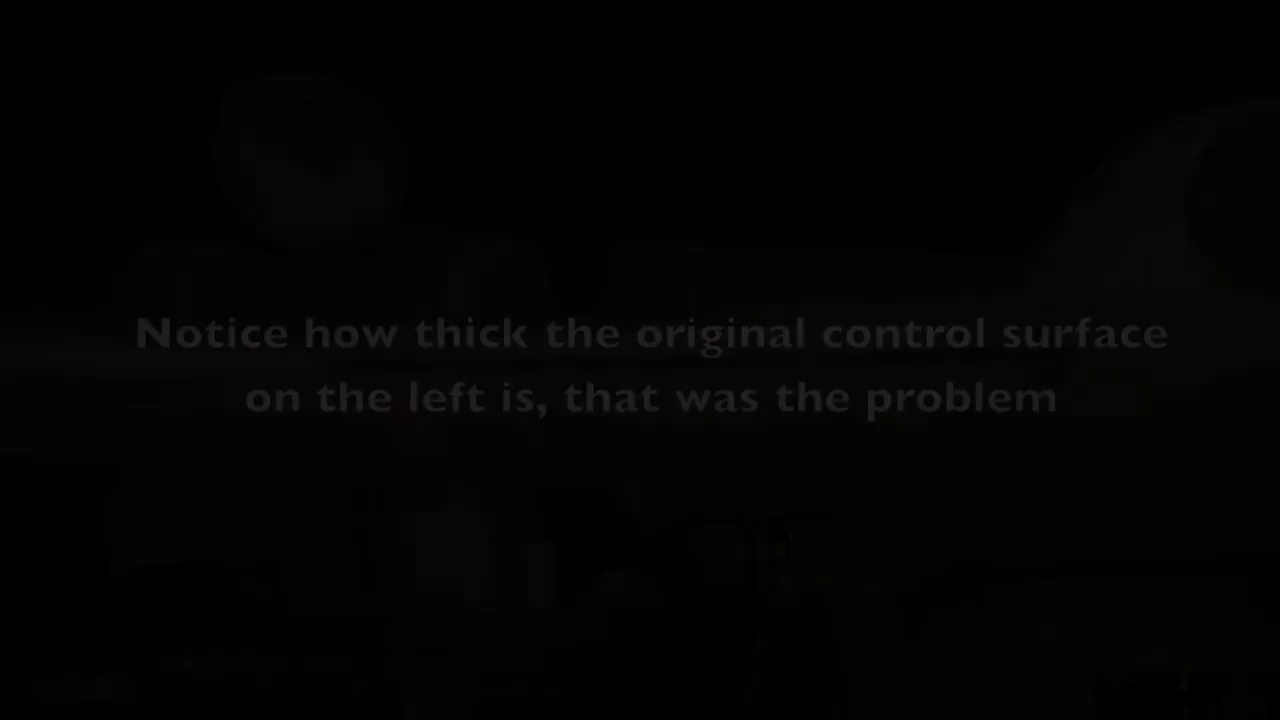 Notice how thick the original control surface
on the left is, that was the problem